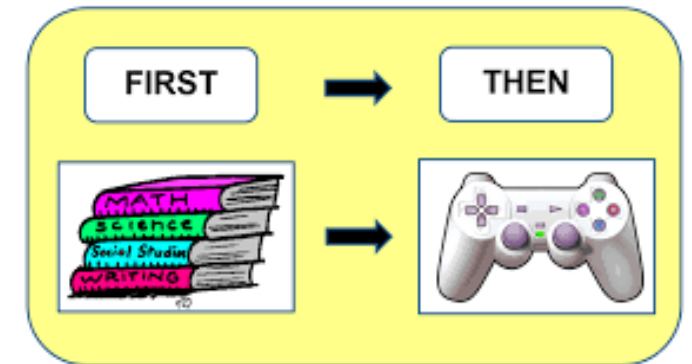 FIRST
THEN
MATH
Science
Social Studies
WRITING